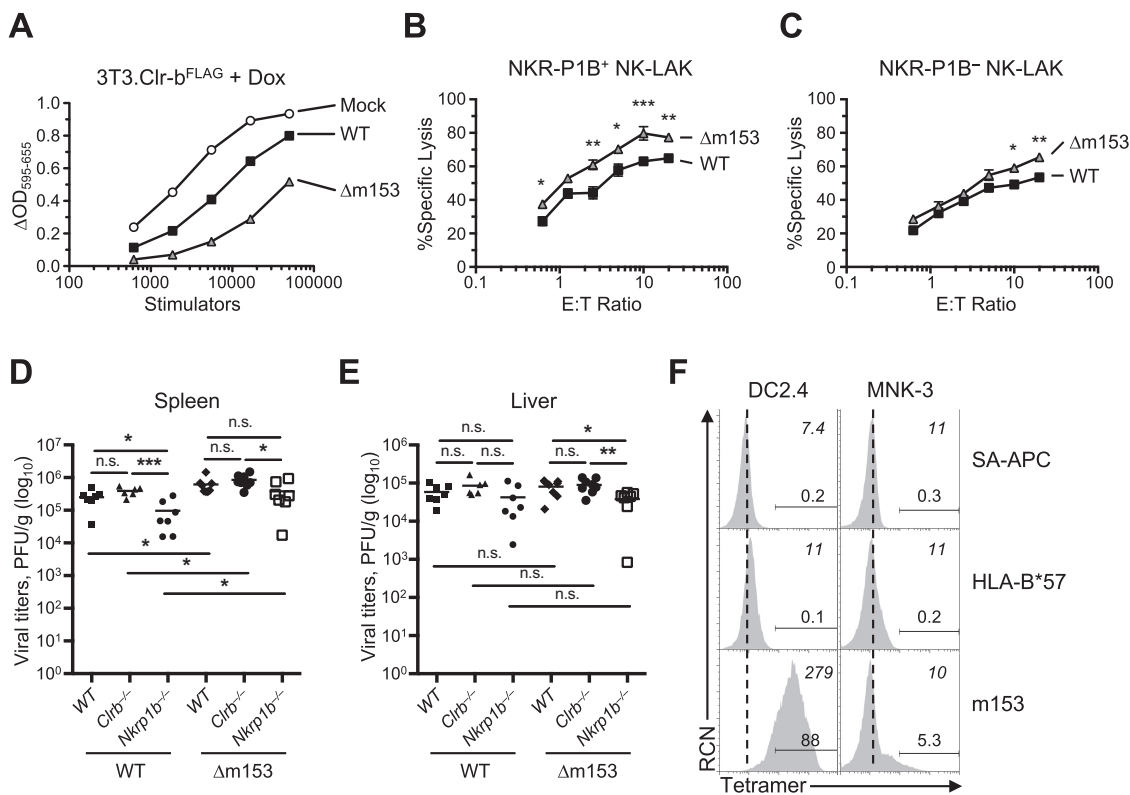 A
3T3.Clr-bFLAG + Dox
ΔOD595-655
1.0
0.8
0.6
0.4
0.2
0.0
100
1000
10000
100000
Stimulators
Mock
WT
Δm153
B
NKR-P1B+ NK-LAK
%Specific Lysis
100
80
60
40
20
0
0.1
1
10
100
E:T Ratio
*
**
*
***
**
Δm153
WT
C
NKR-P1B– NK-LAK
%Specific Lysis
100
80
60
40
20
0
0.1
1
10
100
E:T Ratio
*
**
Δm153
WT
D
Spleen
Viral titers, PFU/g (log10)
10^7
10^6
10^5
10^4
10^3
10^2
10^1
10^0
*
n.s.
***
n.s.
n.s.
*
*
*
*
WT
Clrb–/–
Nkrp1b–/–
WT
Clrb–/–
Nkrp1b–/–
WT
Δm153
E
Liver
Viral titers, PFU/g (log10)
10^6
10^5
10^4
10^3
10^2
10^1
10^0
n.s.
n.s.
n.s.
*
n.s.
**
n.s.
n.s.
n.s.
WT
Clrb–/–
Nkrp1b–/–
WT
Clrb–/–
Nkrp1b–/–
WT
Δm153
F
DC2.4
MNK-3
7.4
0.2
11
0.3
SA-APC
11
0.1
11
0.2
HLA-B*57
279
88
10
5.3
m153
RCN
Tetramer